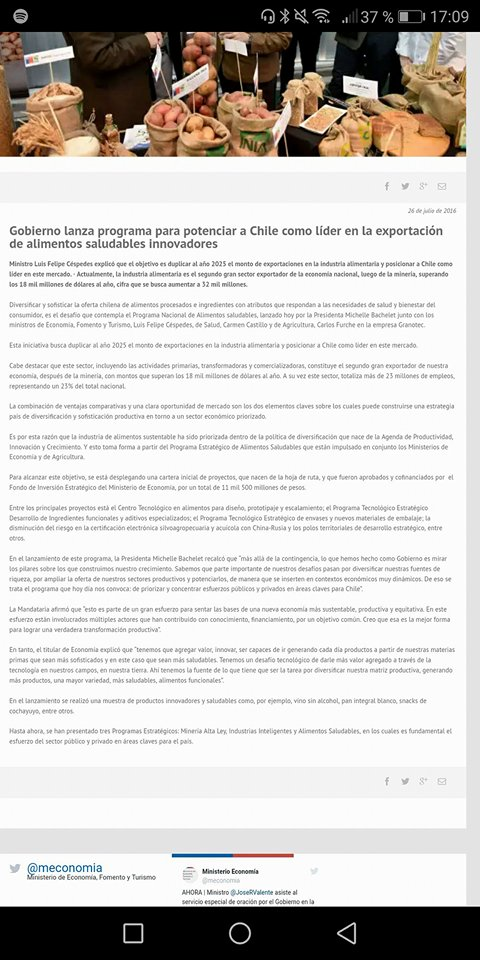 37 %
17:09
INIA
26 de julio de 2016
Gobierno lanza programa para potenciar a Chile como líder en la exportación
de alimentos saludables innovadores
Ministro Luis Felipe Céspedes explicó que el objetivo es duplicar al año 2025 el monto de exportaciones en la industria alimentaria y posicionar a Chile como
líder en este mercado. - Actualmente, la industria alimentaria es el segundo gran sector exportador de la economía nacional, luego de la minería, superando
los 18 mil millones de dólares al año, cifra que se busca aumentar a 32 mil millones.
Diversificar y sofisticar la oferta chilena de alimentos procesados e ingredientes con atributos que respondan a las necesidades de salud y bienestar del
consumidor, es el desafío que contempla el Programa Nacional de Alimentos saludables, lanzado hoy por la Presidenta Michelle Bachelet junto con los
ministros de Economía, Fomento y Turismo, Luis Felipe Céspedes, de Salud, Carmen Castillo y de Agricultura, Carlos Furche en la empresa Granotec.
Esta iniciativa busca duplicar al año 2025 el monto de exportaciones en la industria alimentaria y posicionar a Chile como líder en este mercado.
Cabe destacar que este sector, incluyendo las actividades primarias, transformadoras y comercializadoras, constituye el segundo gran exportador de nuestra
economía, después de la minería, con montos que superan los 18 mil millones de dólares al año. A su vez este sector, totaliza más de 23 millones de empleos,
representando un 23% del total nacional.
La combinación de ventajas comparativas y una clara oportunidad de mercado son los dos elementos claves sobre los cuales puede construirse una estrategia
país de diversificación y sofisticación productiva en torno a un sector económico priorizado.
Es por esta razón que la industria de alimentos sustentable ha sido priorizada dentro de la política de diversificación que nace de la Agenda de Productividad,
Innovación y Crecimiento. Y esto toma forma a partir del Programa Estratégico de Alimentos Saludables que están impulsado en conjunto los Ministerios de
Economía y de Agricultura.
Para alcanzar este objetivo, se está desplegando una cartera inicial de proyectos, que nacen de la hoja de ruta, y que fueron aprobados y cofinanciados por el
Fondo de Inversión Estratégico del Ministerio de Economía, por un total de 11 mil 500 millones de pesos.
Entre los principales proyectos está el Centro Tecnológico en alimentos para diseño, prototipaje y escalamiento; el Programa Tecnológico Estratégico
Desarrollo de Ingredientes funcionales y aditivos especializados; el Programa Tecnológico Estratégico de envases y nuevos materiales de embalaje; la
disminución del riesgo en la certificación electrónica silvoagropecuaria y acuícola con China-Rusia y los polos territoriales de desarrollo estratégico, entre
otros.
En el lanzamiento de este programa, la Presidenta Michelle Bachelet recalcó que "más allá de la contingencia, lo que hemos hecho como Gobierno es mirar
los pilares sobre los que construimos nuestro crecimiento. Sabemos que parte importante de nuestros desafíos pasan por diversificar nuestras fuentes de
riqueza, por ampliar la oferta de nuestros sectores productivos y potenciarlos, de manera que se inserten en contextos económicos muy dinámicos. De eso se
trata el programa que hoy día nos convoca: de priorizar y concentrar esfuerzos públicos y privados en áreas claves para Chile".
La Mandataria afirmó que "esto es parte de un gran esfuerzo para sentar las bases de una nueva economía más sustentable, productiva y equitativa. En este
esfuerzo están involucrados múltiples actores que han contribuido con conocimiento, financiamiento, por un objetivo común. Creo que esa es la mejor forma
para lograr una verdadera transformación productiva".
En tanto, el titular de Economía explicó que "tenemos que agregar valor, innovar, ser capaces de ir generando cada día productos a partir de nuestras materias
primas que sean más sofisticados y en este caso que sean más saludables. Tenemos un desafío tecnológico de darle más valor agregado a través de la
tecnología en nuestros campos, en nuestra tierra. Ahí tenemos la fuente de lo que tiene que ser la tarea por diversificar nuestra matriz productiva, generando
más productos, una mayor variedad, más saludables, alimentos funcionales".
En el lanzamiento se realizó una muestra de productos innovadores y saludables como, por ejemplo, vino sin alcohol, pan integral blanco, snacks de
cochayuyo, entre otros.
Hasta ahora, se han presentado tres Programas Estratégicos: Minería Alta Ley, Industrias Inteligentes y Alimentos Saludables, en los cuales es fundamental el
esfuerzo del sector público y privado en áreas claves para el país.
@meconomia
Ministerio de Economía, Fomento y Turismo
Ministerio Economía
@meconomia
AHORA | Ministro @JoseRValente asiste al
servicio especial de oración por el Gobierno en la